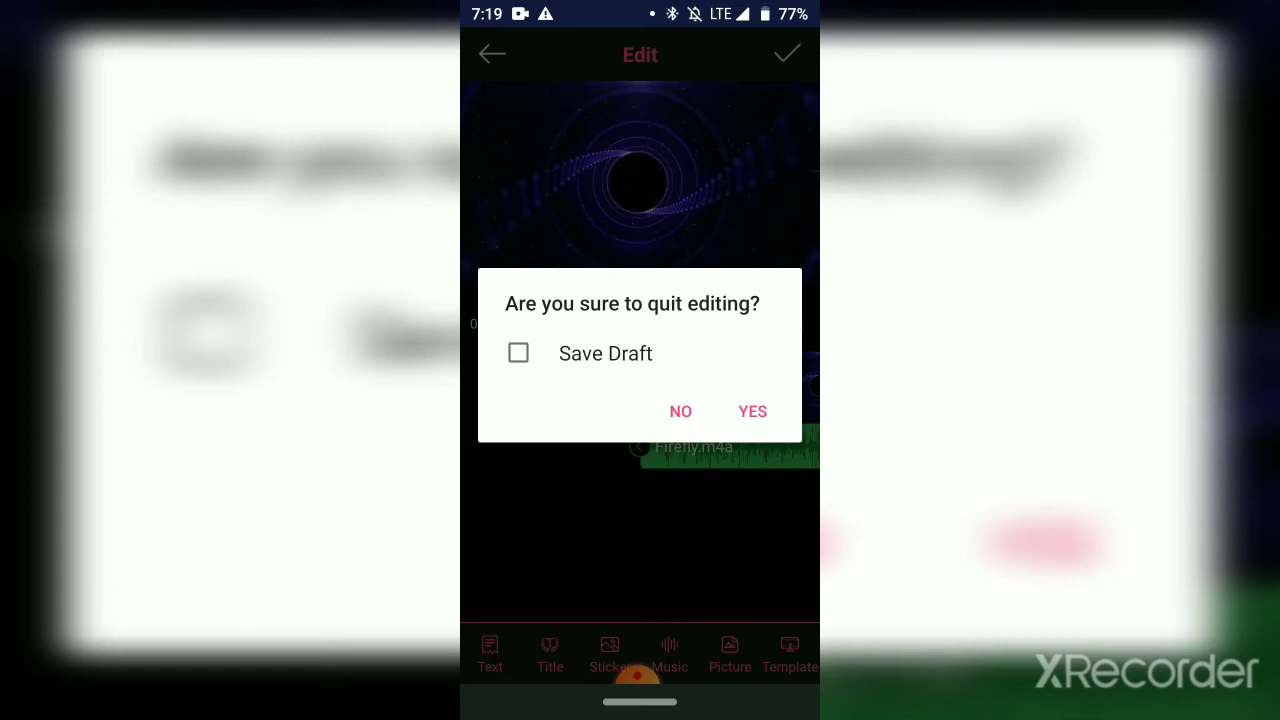 7:19 LTE 77%
Edit
Are you sure to quit editing?
Save Draft
NO YES
Firefly.m4a
Text Title Sticker Music Picture Template
XRecorder